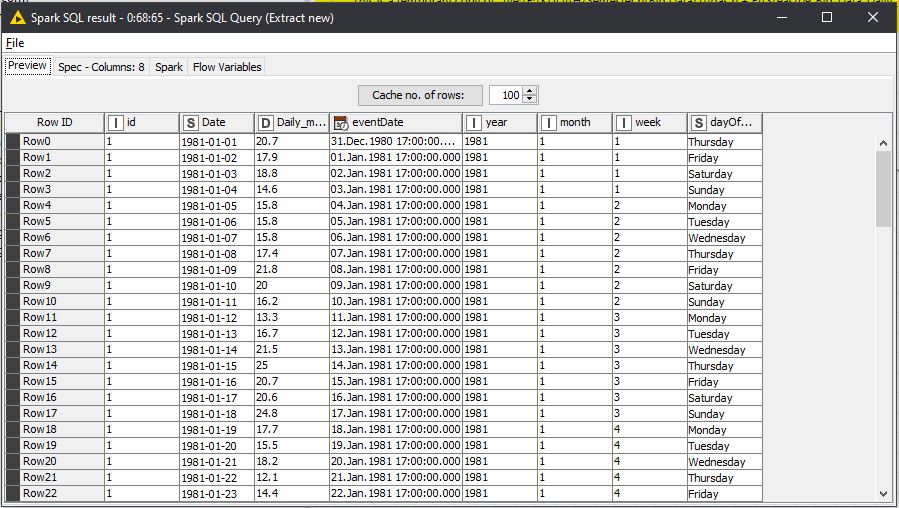 Spark SQL result - 0:68:65 - Spark SQL Query (Extract new)
File
Preview Spec - Columns: 8 Spark Flow Variables
Cache no. of rows: 100
Row ID I id S Date D Daily_m... eventDate I year I month I week S dayOf...
Row0 1 1981-01-01 20.7 31.Dec.1980 17:00:00.... 1981 1 1 Thursday
Row1 1 1981-01-02 17.9 01.Jan.1981 17:00:00.000 1981 1 1 Friday
Row2 1 1981-01-03 18.8 02.Jan.1981 17:00:00.000 1981 1 1 Saturday
Row3 1 1981-01-04 14.6 03.Jan.1981 17:00:00.000 1981 1 1 Sunday
Row4 1 1981-01-05 15.8 04.Jan.1981 17:00:00.000 1981 1 2 Monday
Row5 1 1981-01-06 15.8 05.Jan.1981 17:00:00.000 1981 1 2 Tuesday
Row6 1 1981-01-07 15.8 06.Jan.1981 17:00:00.000 1981 1 2 Wednesday
Row7 1 1981-01-08 17.4 07.Jan.1981 17:00:00.000 1981 1 2 Thursday
Row8 1 1981-01-09 21.8 08.Jan.1981 17:00:00.000 1981 1 2 Friday
Row9 1 1981-01-10 20 09.Jan.1981 17:00:00.000 1981 1 2 Saturday
Row10 1 1981-01-11 16.2 10.Jan.1981 17:00:00.000 1981 1 2 Sunday
Row11 1 1981-01-12 13.3 11.Jan.1981 17:00:00.000 1981 1 3 Monday
Row12 1 1981-01-13 16.7 12.Jan.1981 17:00:00.000 1981 1 3 Tuesday
Row13 1 1981-01-14 21.5 13.Jan.1981 17:00:00.000 1981 1 3 Wednesday
Row14 1 1981-01-15 25 14.Jan.1981 17:00:00.000 1981 1 3 Thursday
Row15 1 1981-01-16 20.7 15.Jan.1981 17:00:00.000 1981 1 3 Friday
Row16 1 1981-01-17 20.6 16.Jan.1981 17:00:00.000 1981 1 3 Saturday
Row17 1 1981-01-18 24.8 17.Jan.1981 17:00:00.000 1981 1 3 Sunday
Row18 1 1981-01-19 17.7 18.Jan.1981 17:00:00.000 1981 1 4 Monday
Row19 1 1981-01-20 15.5 19.Jan.1981 17:00:00.000 1981 1 4 Tuesday
Row20 1 1981-01-21 18.2 20.Jan.1981 17:00:00.000 1981 1 4 Wednesday
Row21 1 1981-01-22 12.1 21.Jan.1981 17:00:00.000 1981 1 4 Thursday
Row22 1 1981-01-23 14.4 22.Jan.1981 17:00:00.000 1981 1 4 Friday